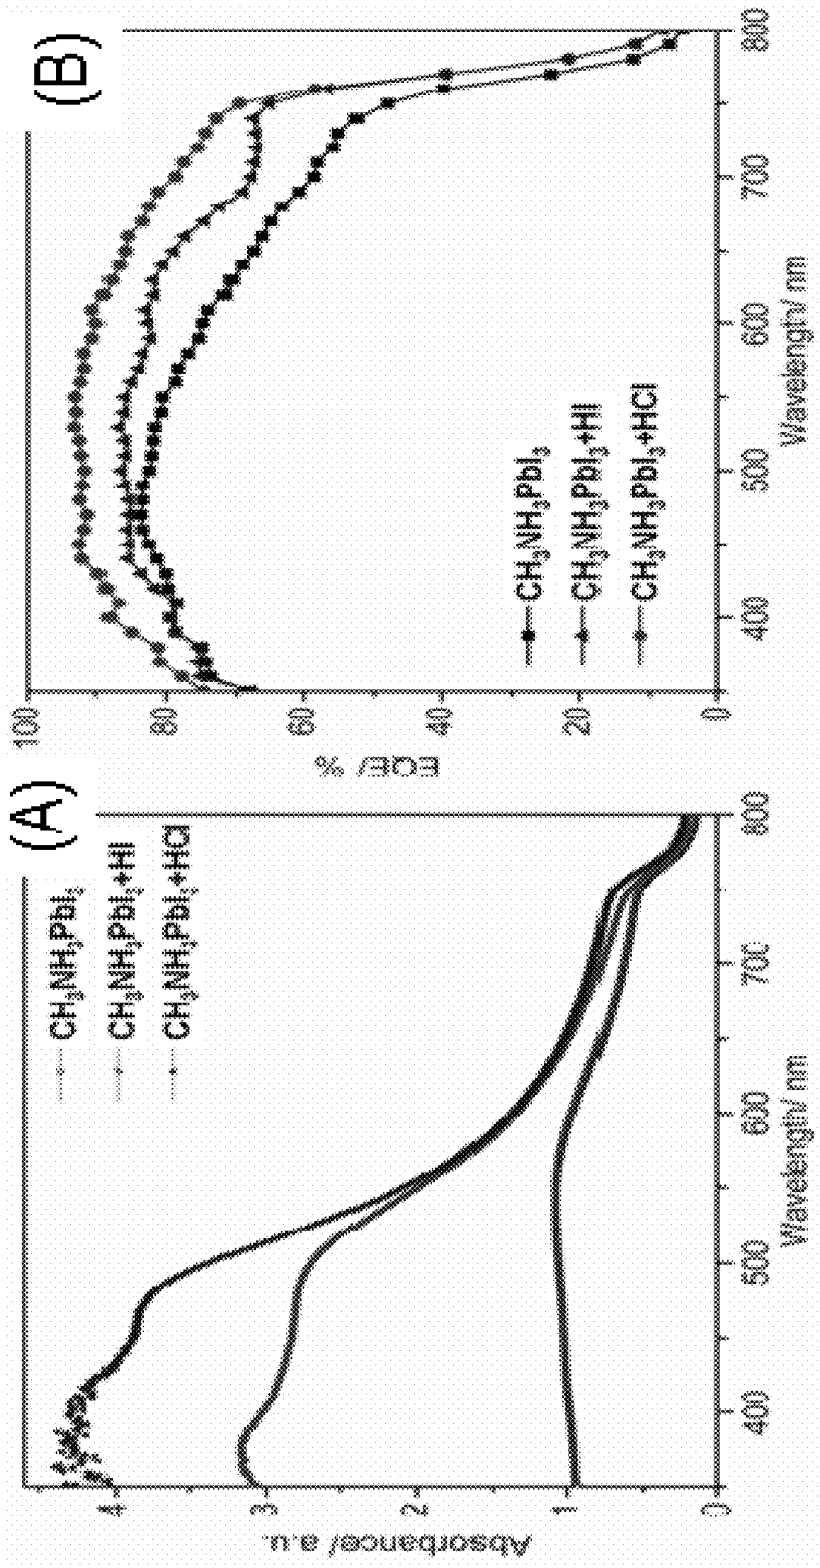 (A)
CH₃NH₃PbI₃
CH₃NH₃PbI₃+HI
CH₃NH₃PbI₃+HCl
Absorbance/ a.u.
4
3
2
1
0
400
500
600
700
800
Wavelength/ nm
(B)
EQE/ %
100
80
60
40
20
0
CH₃NH₃PbI₃
CH₃NH₃PbI₃+HI
CH₃NH₃PbI₃+HCl
400
500
600
700
800
Wavelength/ nm